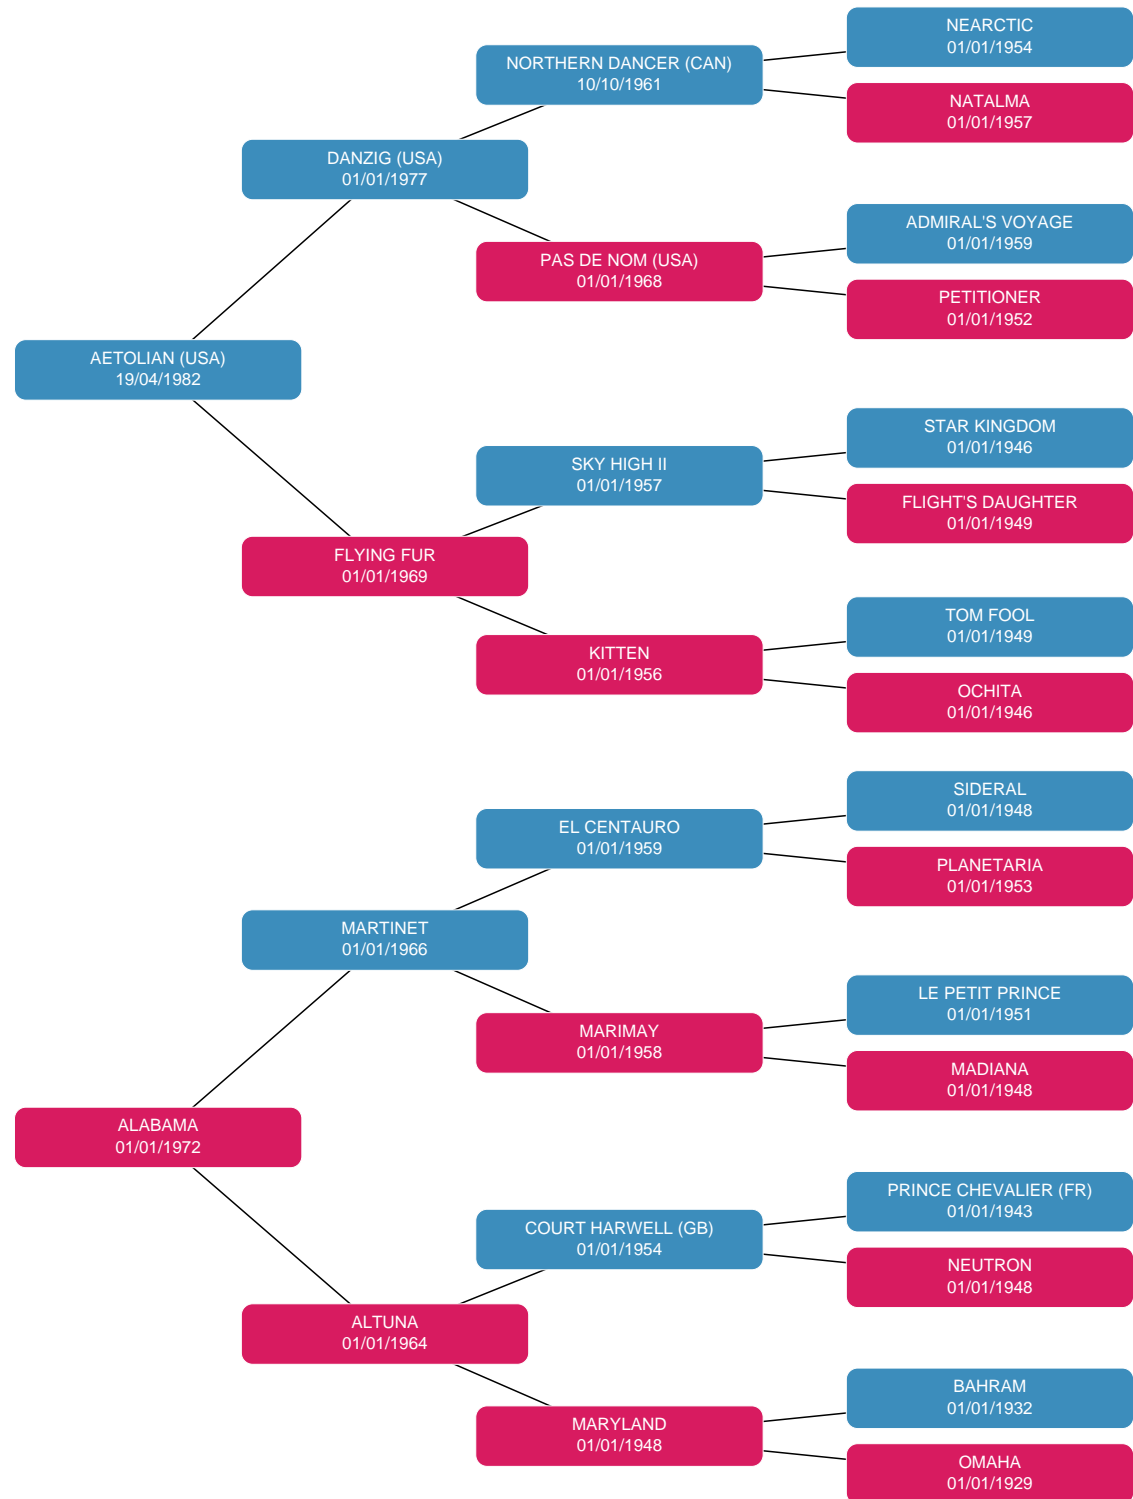 NEARCTIC
01/01/1954
NORTHERN DANCER (CAN)
10/10/1961
NATALMA
01/01/1957
DANZIG (USA)
01/01/1977
ADMIRAL'S VOYAGE
01/01/1959
PAS DE NOM (USA)
01/01/1968
PETITIONER
01/01/1952
AETOLIAN (USA)
19/04/1982
STAR KINGDOM
01/01/1946
SKY HIGH II
01/01/1957
FLIGHT'S DAUGHTER
01/01/1949
FLYING FUR
01/01/1969
TOM FOOL
01/01/1949
KITTEN
01/01/1956
OCHITA
01/01/1946
SIDERAL
01/01/1948
EL CENTAURO
01/01/1959
PLANETARIA
01/01/1953
MARTINET
01/01/1966
LE PETIT PRINCE
01/01/1951
MARIMAY
01/01/1958
MADIANA
01/01/1948
ALABAMA
01/01/1972
PRINCE CHEVALIER (FR)
01/01/1943
COURT HARWELL (GB)
01/01/1954
NEUTRON
01/01/1948
ALTUNA
01/01/1964
BAHRAM
01/01/1932
MARYLAND
01/01/1948
OMAHA
01/01/1929